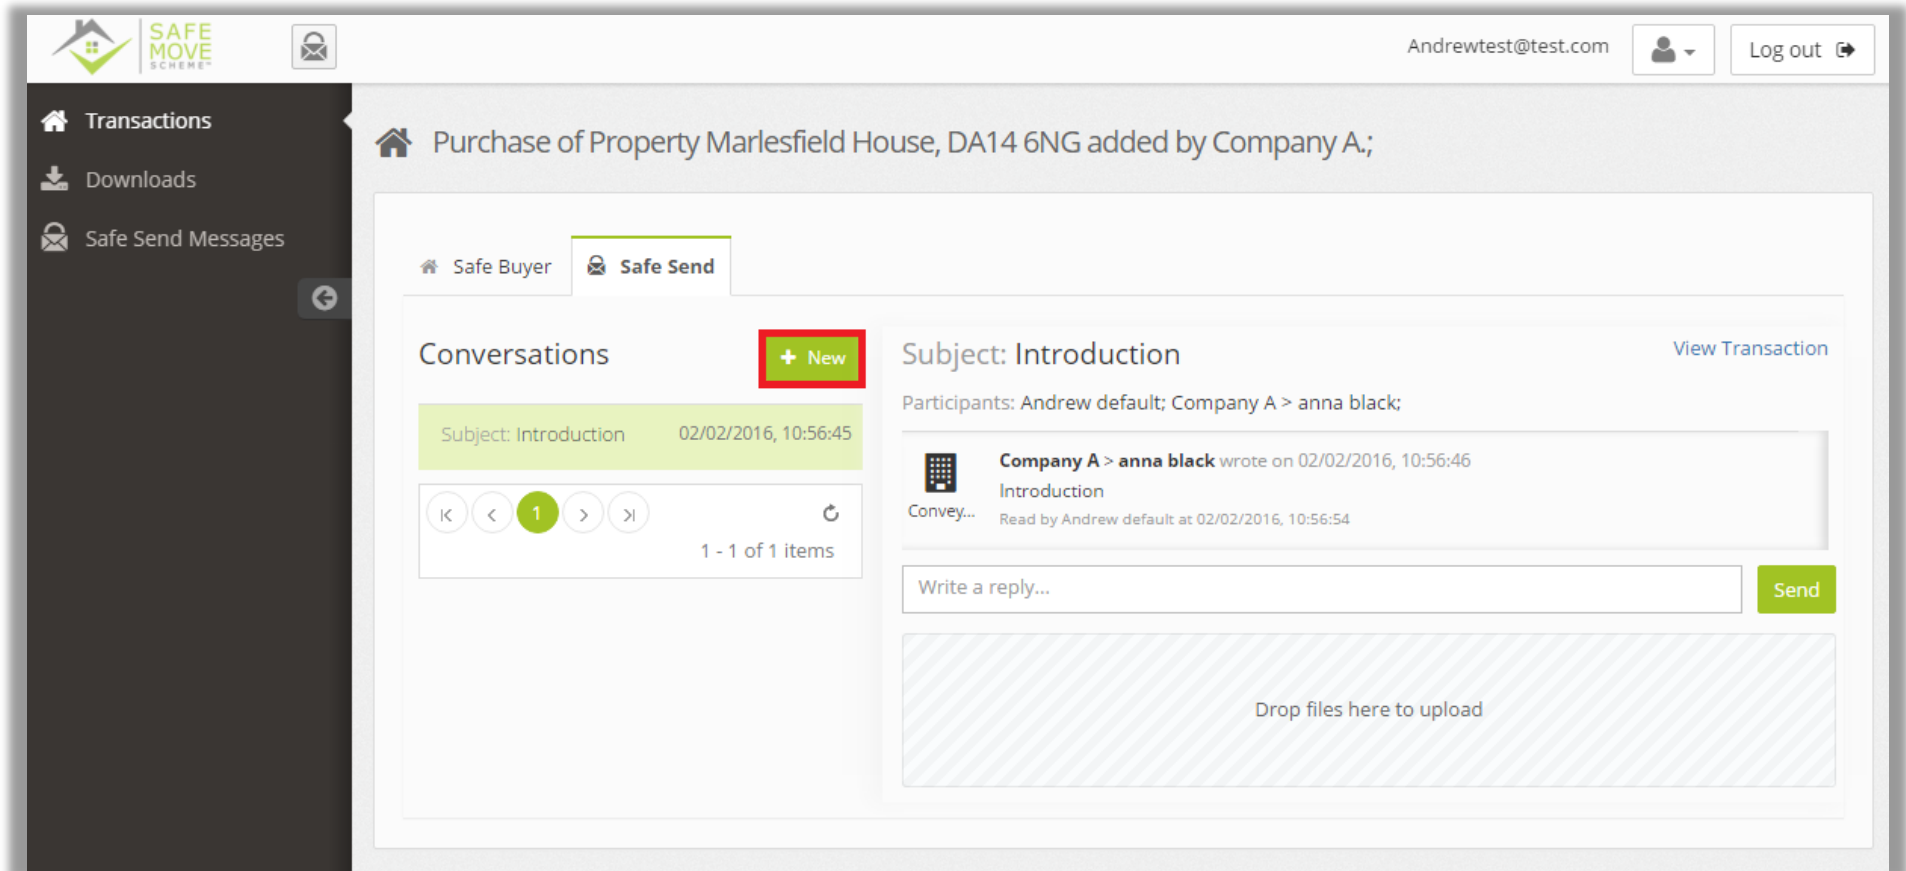 SAFE
MOVE
SCHEME™
Andrewtest@test.com
Log out
Transactions
Downloads
Safe Send Messages
Purchase of Property Marlesfield House, DA14 6NG added by Company A.;
Safe Buyer
Safe Send
Conversations
+ New
Subject: Introduction
02/02/2016, 10:56:45
1
1 - 1 of 1 items
Subject: Introduction
View Transaction
Participants: Andrew default; Company A > anna black;
Company A > anna black wrote on 02/02/2016, 10:56:46
Introduction
Convey...
Read by Andrew default at 02/02/2016, 10:56:54
Write a reply...
Send
Drop files here to upload